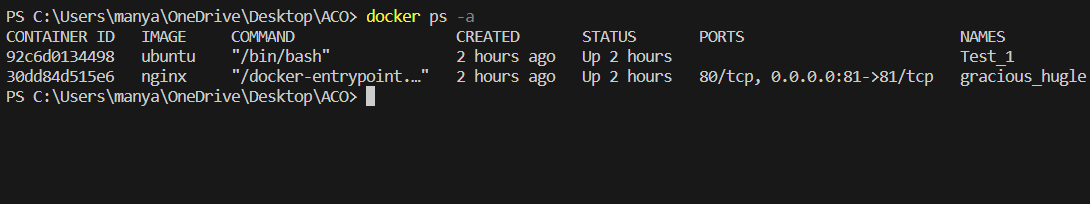 PS C:\Users\manya\OneDrive\Desktop\ACO> docker ps -a
CONTAINER ID   IMAGE     COMMAND                  CREATED       STATUS       PORTS                        NAMES
92c6d0134498   ubuntu    "/bin/bash"              2 hours ago   Up 2 hours                                Test_1
30dd84d515e6   nginx     "/docker-entrypoint.…"   2 hours ago   Up 2 hours   80/tcp, 0.0.0.0:81->81/tcp   gracious_hugle
PS C:\Users\manya\OneDrive\Desktop\ACO>